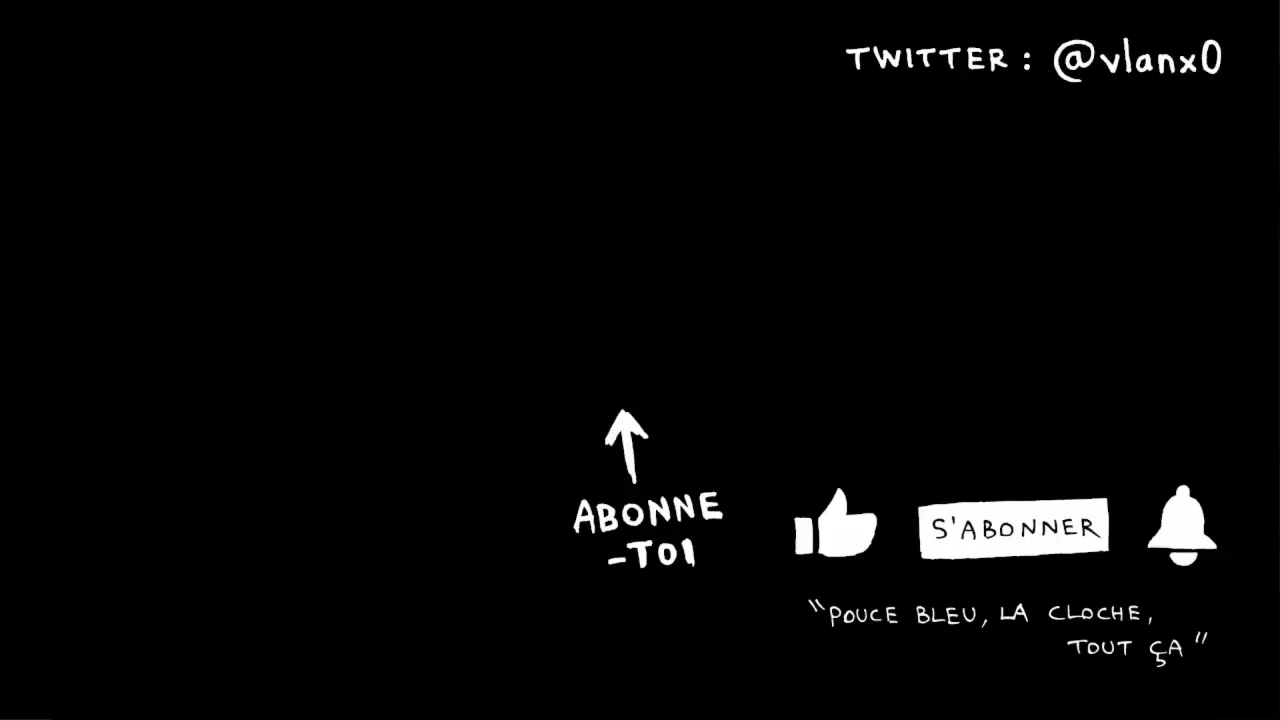 TWITTER : @vlanx0
ABONNE
-TOI
S'ABONNER
"POUCE BLEU, LA CLOCHE,
TOUT ÇA"